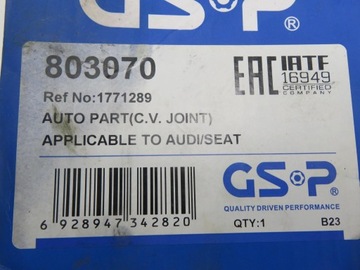 GSP®
803070
Ref No:1771289
AUTO PART(C.V. JOINT)
APPLICABLE TO AUDI/SEAT
EAC
IATF
16949
CERTIFIED
COMPANY
6 928947 342820
GSP®
QUALITY DRIVEN PERFORMANCE
QTY:1 B23